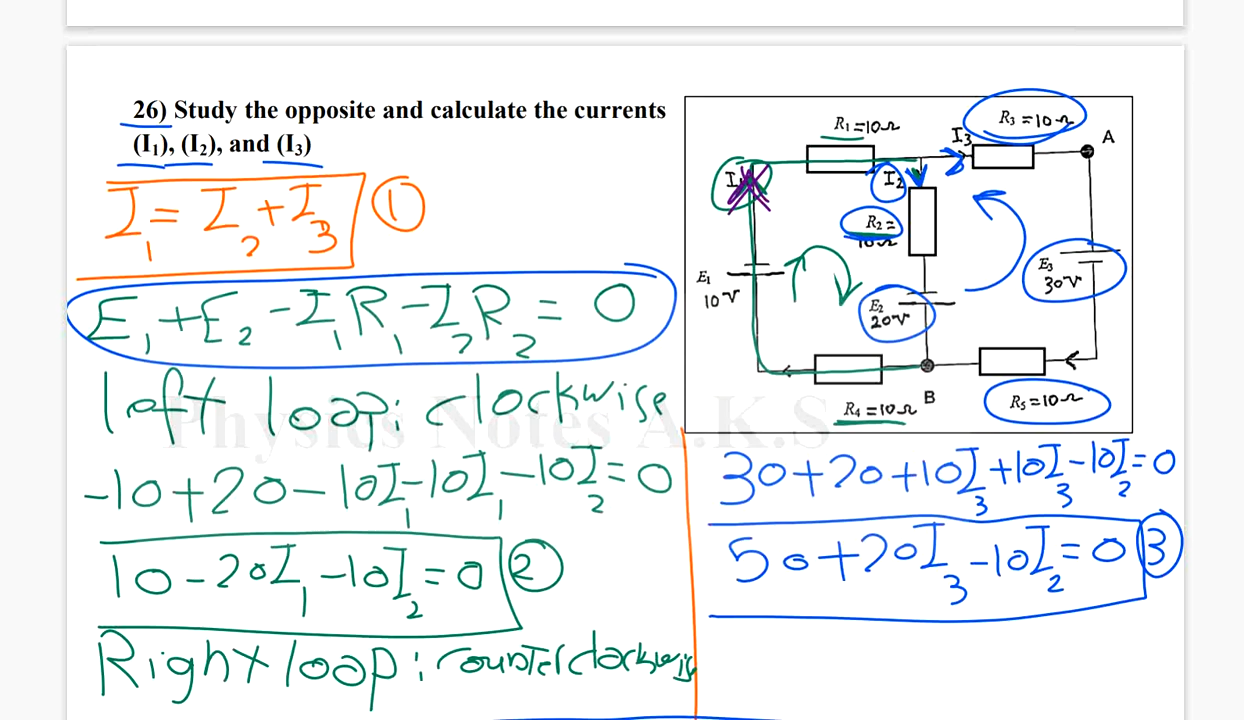 26) Study the opposite and calculate the currents
(I₁), (I₂), and (I₃)
I₁ = I₂ + I₃ ①
E₁ + E₂ - I₁R₁ - I₂R₂ = 0
left loop: clockwise
-10+20-10I₁-10I₁-10I₂=0
10-20I₁-10I₂=0 ②
Right loop: counterclockwis
R₁=10Ω
R₃=10Ω
A
I₃
I₂
R₂=
10Ω
E₁
10V
E₂
20V
E₃
30V
R₄=10Ω
B
R₅=10Ω
Physics Notes A.K.S
30+20+10I₃+10I₃-10I₂=0
50+20I₃-10I₂=0 ③